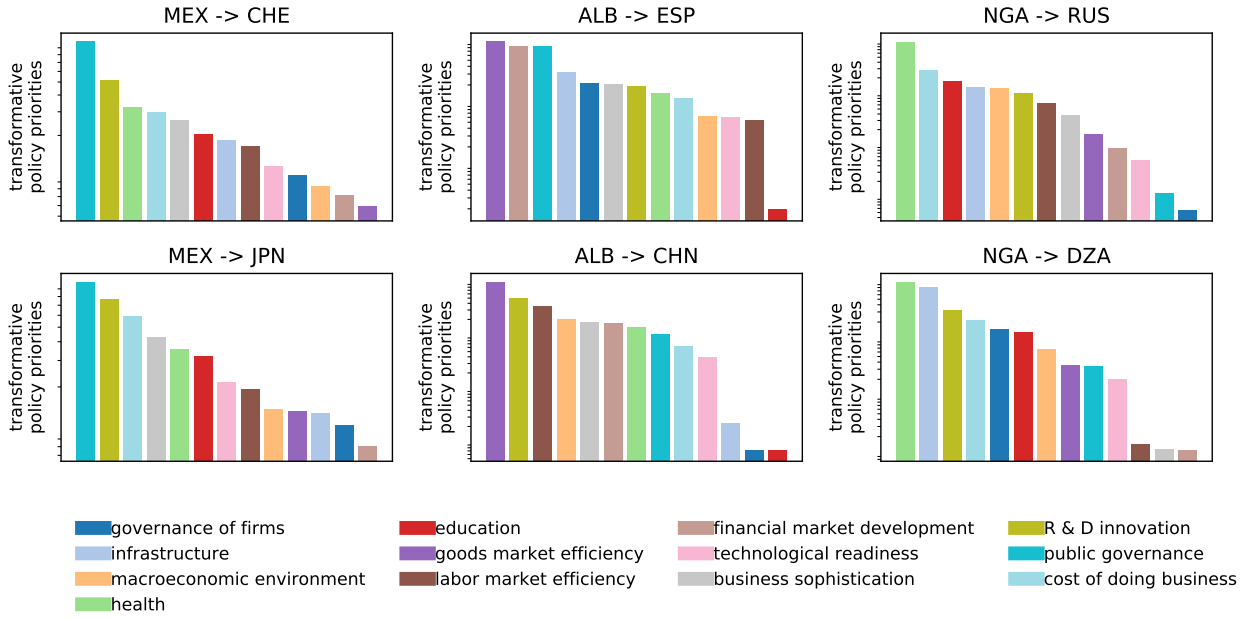 MEX -> CHE
ALB -> ESP
NGA -> RUS
transformative
policy priorities
transformative
policy priorities
transformative
policy priorities
MEX -> JPN
ALB -> CHN
NGA -> DZA
transformative
policy priorities
transformative
policy priorities
transformative
policy priorities
governance of firms
infrastructure
macroeconomic environment
health
education
goods market efficiency
labor market efficiency
financial market development
technological readiness
business sophistication
R & D innovation
public governance
cost of doing business